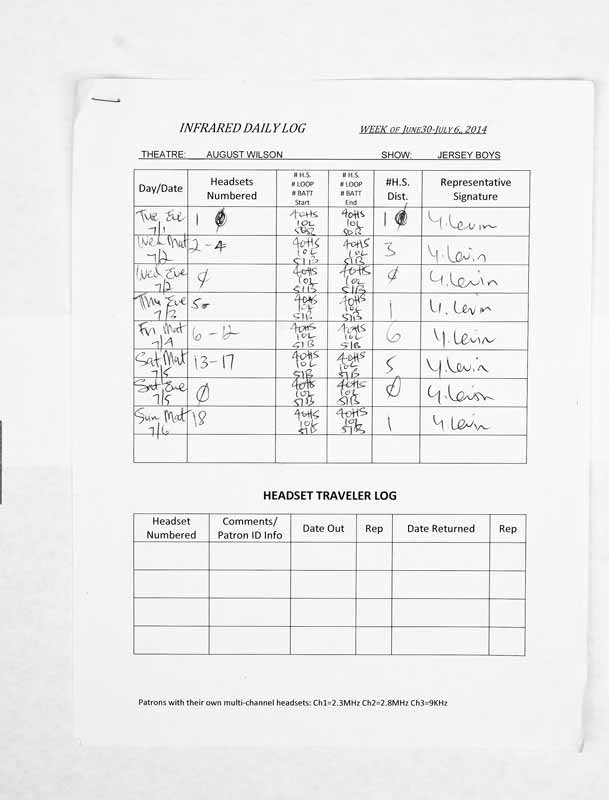 INFRARED DAILY LOG WEEK OF JUNE30-JULY 6,, 2014
THEATRE: AUGUST WILSON SHOW: JERSEY BOYS
Day/Date Headsets Numbered # H.S. # LOOP # BATT Start # H.S. # LOOP # BATT End #H.S. Dist. Representative Signature
Tue Eve 7/1 1 0 40HS 10L 50B 40HS 10L 50B 1 0 Y. Levin
Wed Mat 7/2 2-4 40HS 10L 51B 40HS 10L 51B 3 Y. Levin
Wed Eve 7/2 0 40HS 10L 51B 40HS 10L 51B 0 Y. Levin
Thu Eve 7/3 5 40HS 10L 51B 40HS 10L 51B 1 Y. Levin
Fri Mat 7/4 6-12 40HS 10L 51B 40HS 10L 51B 6 Y. Levin
Sat Mat 7/5 13-17 40HS 10L 51B 40HS 10L 51B 5 Y. Levin
Sat Eve 7/5 0 40HS 10L 51B 40HS 10L 51B 0 Y. Levin
Sun Mat 7/6 18 40HS 10L 51B 40HS 10L 51B 1 Y Levin
HEADSET TRAVELER LOG
Headset Numbered Comments/ Patron ID Info Date Out Rep Date Returned Rep
Patrons with their own multi-channel headsets: Ch1=2.3MHz Ch2=2.8MHz Ch3=9KHz